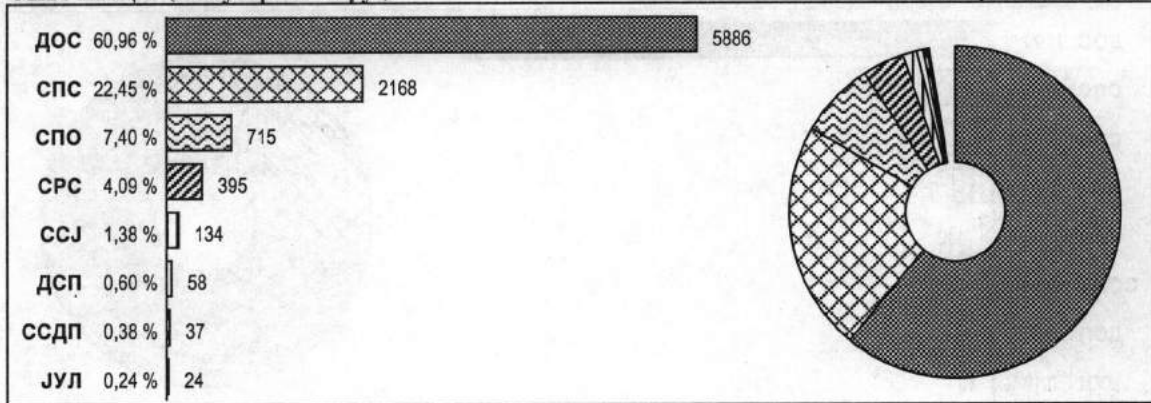 ДОС 60,96 % 5886
СПС 22,45 % 2168
СПО 7,40 % 715
СРС 4,09 % 395
ССЈ 1,38 % 134
ДСП 0,60 % 58
ССДП 0,38 % 37
ЈУЛ 0,24 % 24